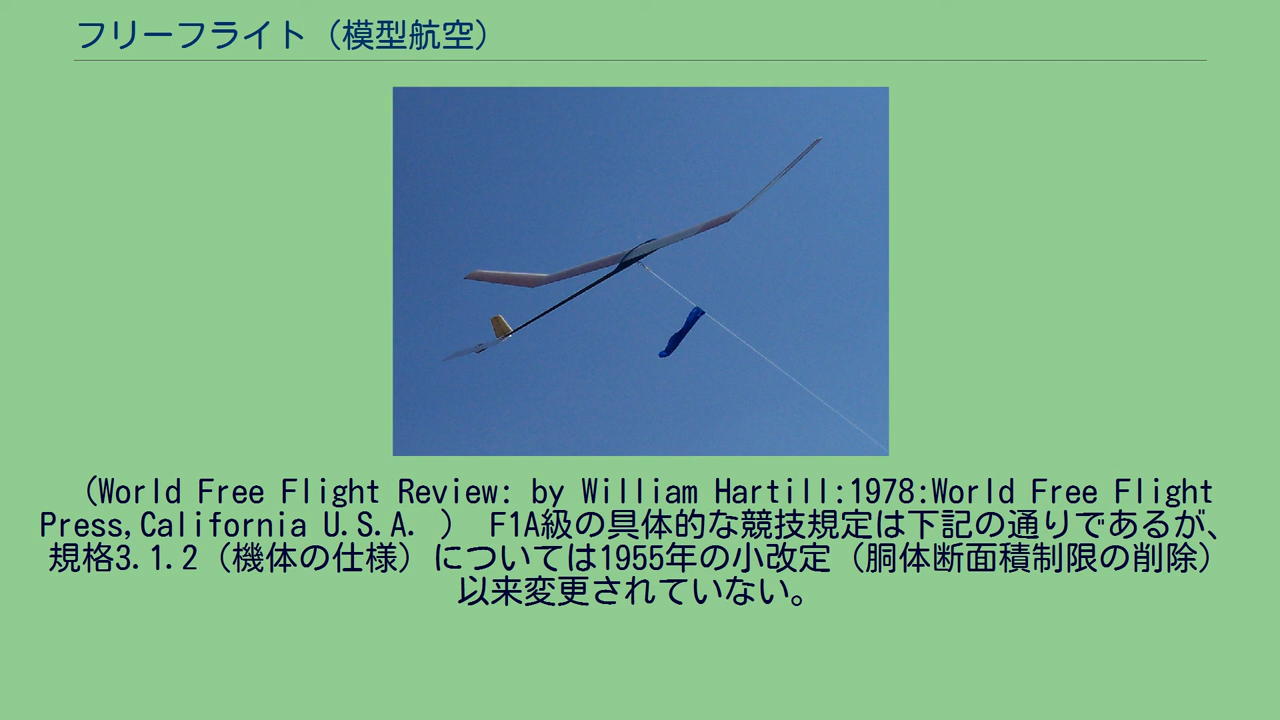 フリーフライト（模型航空）
（World Free Flight Review: by William Hartill:1978:World Free Flight
Press,California U.S.A. ） F1A級の具体的な競技規定は下記の通りであるが、
規格3.1.2（機体の仕様）については1955年の小改定（胴体断面積制限の削除）
以来変更されていない。